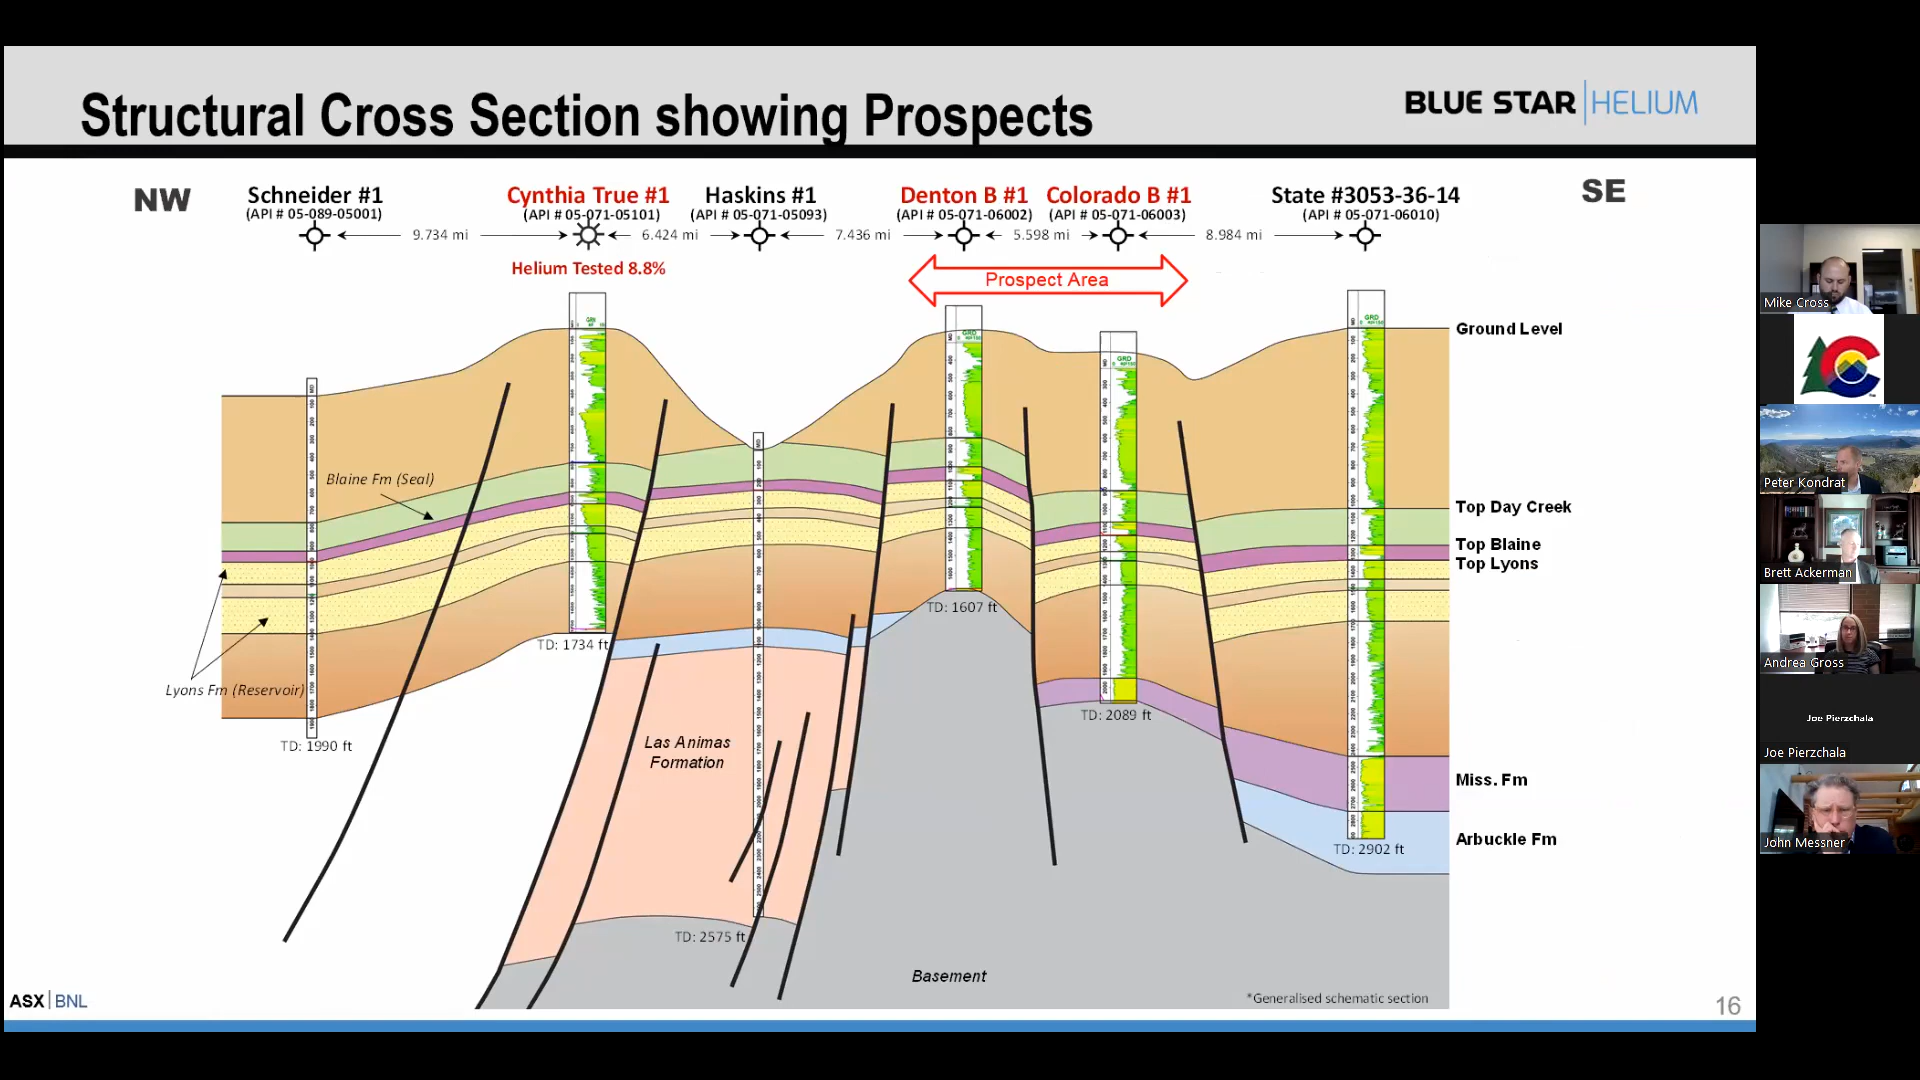 Structural Cross Section showing Prospects
BLUE STAR HELIUM
NW
SE
Schneider #1
(API # 05-089-05001)
Cynthia True #1
(API # 05-071-05101)
Haskins #1
(API # 05-071-05093)
Denton B #1
(API # 05-071-06002)
Colorado B #1
(API # 05-071-06003)
State #3053-36-14
(API # 05-071-06010)
9.734 mi
6.424 mi
7.436 mi
5.598 mi
8.984 mi
Helium Tested 8.8%
Prospect Area
Ground Level
Blaine Fm (Seal)
Top Day Creek
Top Blaine
Top Lyons
Lyons Fm (Reservoir)
TD: 1990 ft
TD: 1734 ft
TD: 1607 ft
TD: 2089 ft
Las Animas
Formation
Miss. Fm
Arbuckle Fm
TD: 2902 ft
TD: 2575 ft
Basement
*Generalised schematic section
ASX BNL
16
Mike Cross
Peter Kondrat
Brett Ackerman
Andrea Gross
Joe Pierzchala
Joe Pierzchala
John Messner